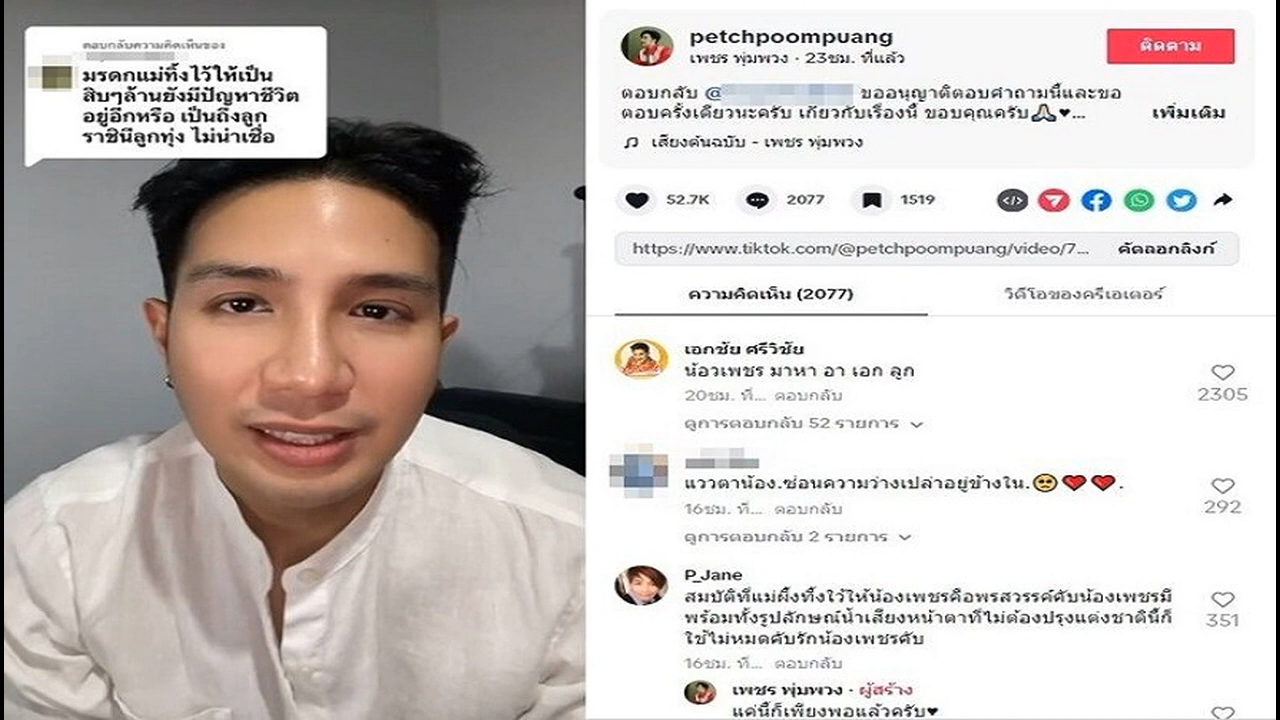 ตอบกลับความคิดเห็นของ
มรดกแม่ทิ้งไว้ให้เป็น
สิบๆล้านยังมีปัญหาชีวิต
อยู่อีกหรือ เป็นถึงลูก
ราชินีลูกทุ่ง ไม่น่าเชื่อ
petchpoompuang
เพชร พุ่มพวง · 23ชม. ที่แล้ว
ติดตาม
ตอบกลับ @ ขออนุญาติตอบคำถามนี้และขอ
ตอบครั้งเดียวนะครับ เกี่ยวกับเรื่องนี้ ขอบคุณครับ🙏♥...
เพิ่มเติม
♫ เสียงต้นฉบับ - เพชร พุ่มพวง
52.7K
2077
1519
https://www.tiktok.com/@petchpoompuang/video/7...
คัดลอกลิงก์
ความคิดเห็น (2077)
วิดีโอของครีเอเตอร์
เอกชัย ศรีวิชัย
น้อวเพชร มาหา อา เอก ลูก
20ชม. ที่... ตอบกลับ
2305
ดูการตอบกลับ 52 รายการ
แววตาน้อง.ซ่อนความว่างเปล่าอยู่ข้างใน.🥺❤❤.
16ชม. ที่... ตอบกลับ
292
ดูการตอบกลับ 2 รายการ
P_Jane
สมบัติที่แม่ผึ้งทิ้งใว้ให้น้องเพชรคือพรสวรรค์คับน้องเพชรมี
พร้อมทั้งรูปลักษณ์น้ำเสียงหน้าตาที่ไม่ต้องปรุงแต่งชาตินี้ก็
ใช้ไม่หมดคับรักน้องเพชรคับ
351
16ชม. ที่... ตอบกลับ
เพชร พุ่มพวง · ผู้สร้าง
แค่นี้ก็เพียงพอแล้วครับ♥